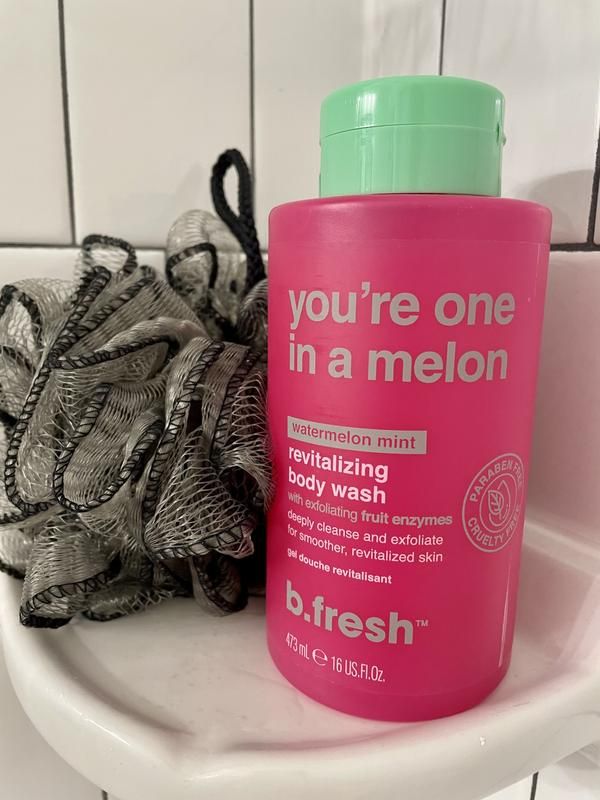 you're one
in a melon
watermelon mint
revitalizing
body wash
with exfoliating fruit enzymes
deeply cleanse and exfoliate
for smoother, revitalized skin
gel douche revitalisant
PARABEN FREE
CRUELTY FREE
b.fresh™
473 mL ℮ 16 US.Fl.Oz.